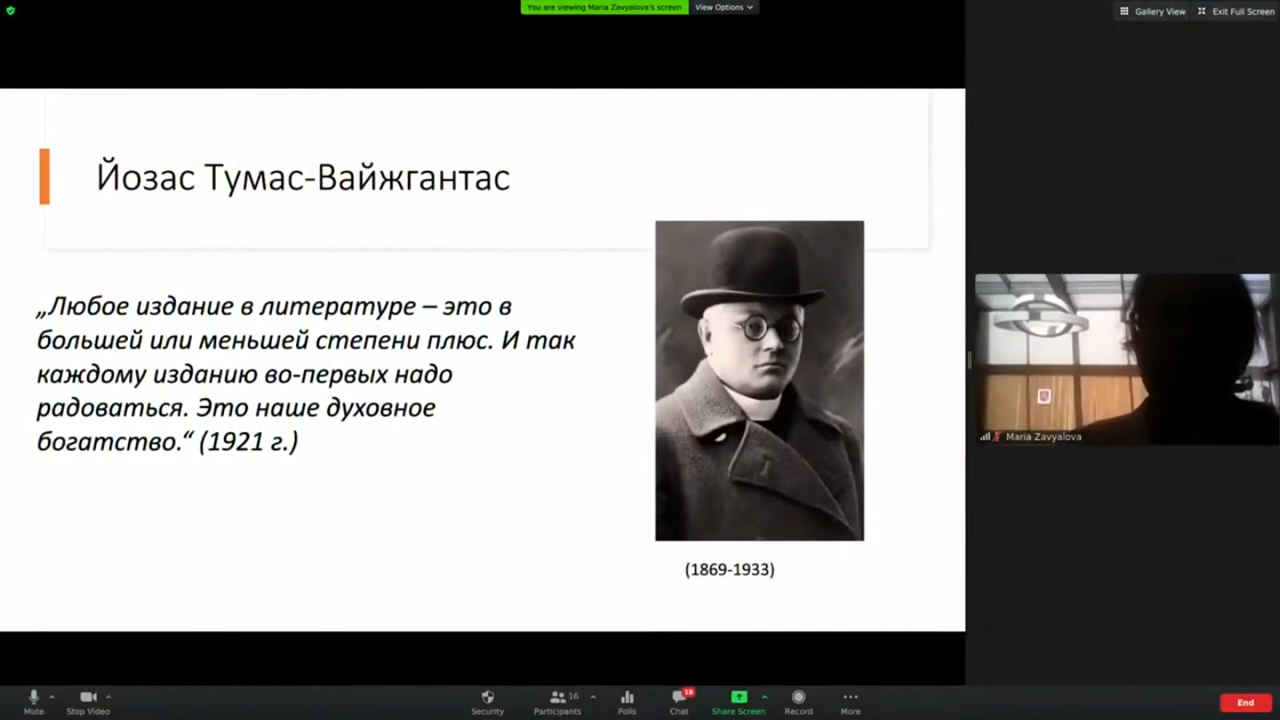 You are viewing Maria Zavyalova's screen
View Options
Gallery View
Exit Full Screen
Йозас Тумас-Вайжгантас
„Любое издание в литературе – это в
большей или меньшей степени плюс. И так
каждому изданию во-первых надо
радоваться. Это наше духовное
богатство.“ (1921 г.)
(1869-1933)
Maria Zavyalova
Mute
Stop Video
Security
Participants
16
Polls
Chat
18
Share Screen
Record
More
End